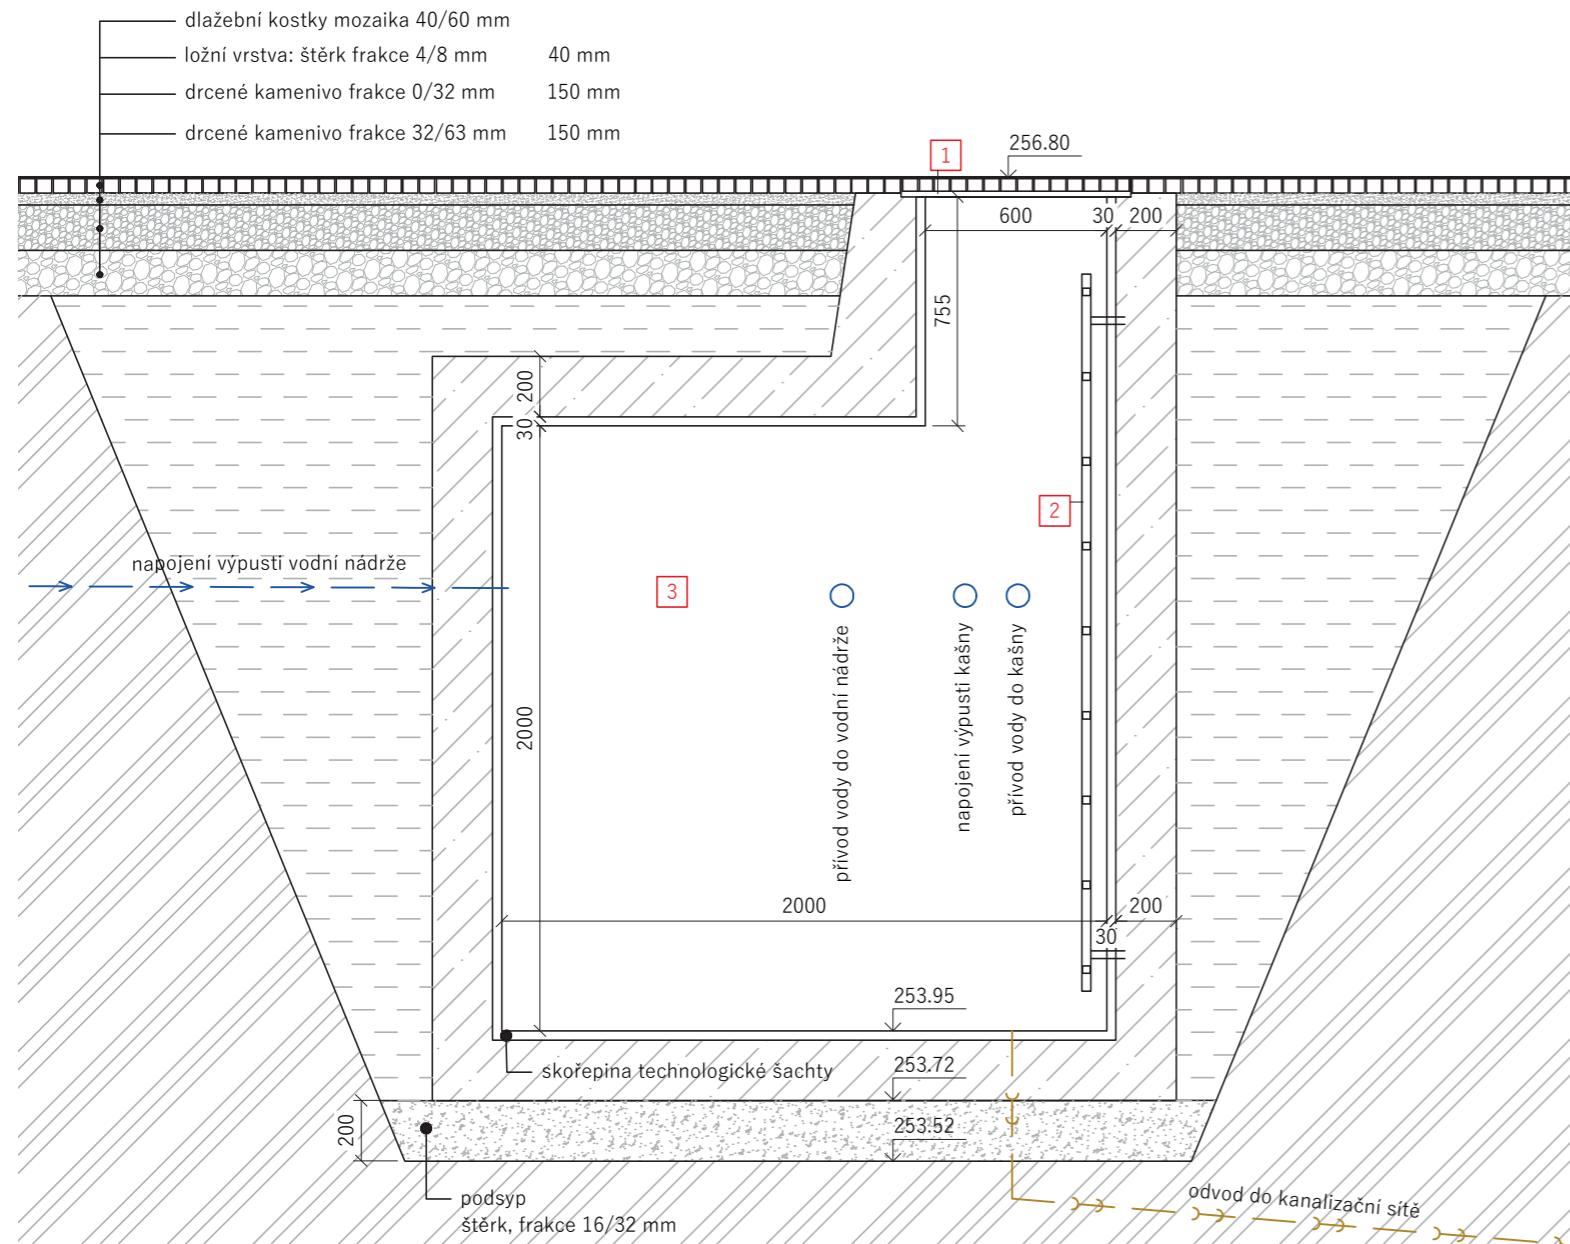 dlažební kostky mozaika 40/60 mm
ložní vrstva: štěrk frakce 4/8 mm 40 mm
drcené kamenivo frakce 0/32 mm 150 mm
drcené kamenivo frakce 32/63 mm 150 mm
1
256.80
600 30 200
755
200
30
2
napojení výpusti vodní nádrže
3
přívod vody do vodní nádrže
napojení výpusti kašny
přívod vody do kašny
2000
2000 200
30
253.95
skořepina technologické šachty
253.72
200
253.52
podsyp
štěrk, frakce 16/32 mm
odvod do kanalizační sítě